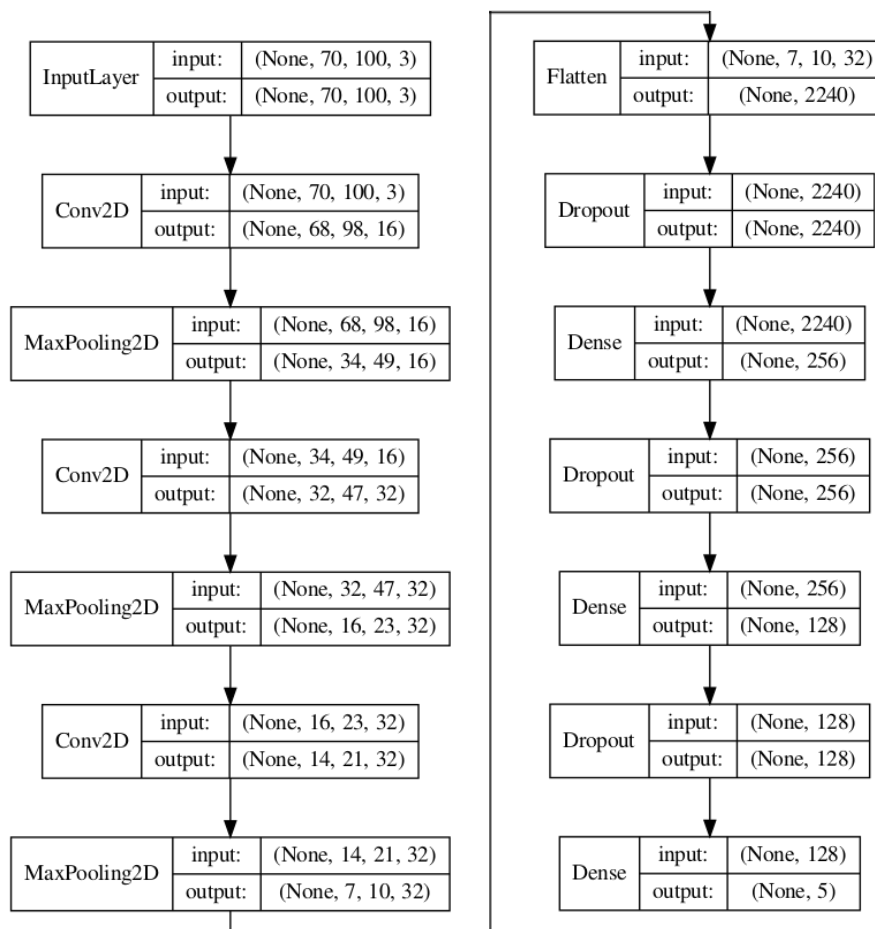 InputLayer
input: (None, 70, 100, 3)
output: (None, 70, 100, 3)
Conv2D
input: (None, 70, 100, 3)
output: (None, 68, 98, 16)
MaxPooling2D
input: (None, 68, 98, 16)
output: (None, 34, 49, 16)
Conv2D
input: (None, 34, 49, 16)
output: (None, 32, 47, 32)
MaxPooling2D
input: (None, 32, 47, 32)
output: (None, 16, 23, 32)
Conv2D
input: (None, 16, 23, 32)
output: (None, 14, 21, 32)
MaxPooling2D
input: (None, 14, 21, 32)
output: (None, 7, 10, 32)
Flatten
input: (None, 7, 10, 32)
output: (None, 2240)
Dropout
input: (None, 2240)
output: (None, 2240)
Dense
input: (None, 2240)
output: (None, 256)
Dropout
input: (None, 256)
output: (None, 256)
Dense
input: (None, 256)
output: (None, 128)
Dropout
input: (None, 128)
output: (None, 128)
Dense
input: (None, 128)
output: (None, 5)